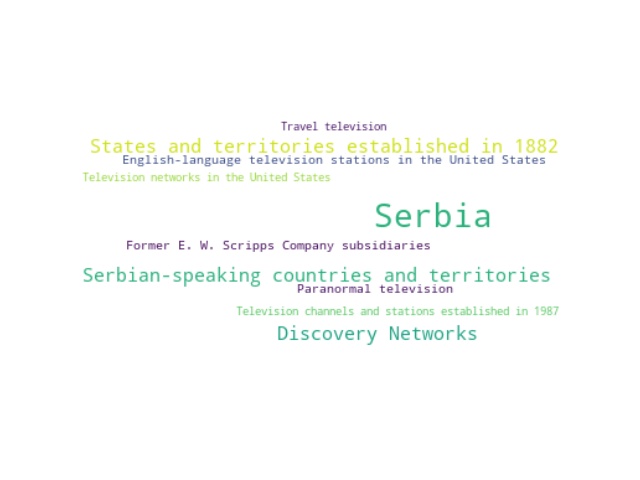 Travel television
States and territories established in 1882
English-language television stations in the United States
Television networks in the United States
Serbia
Former E. W. Scripps Company subsidiaries
Serbian-speaking countries and territories
Paranormal television
Television channels and stations established in 1987
Discovery Networks